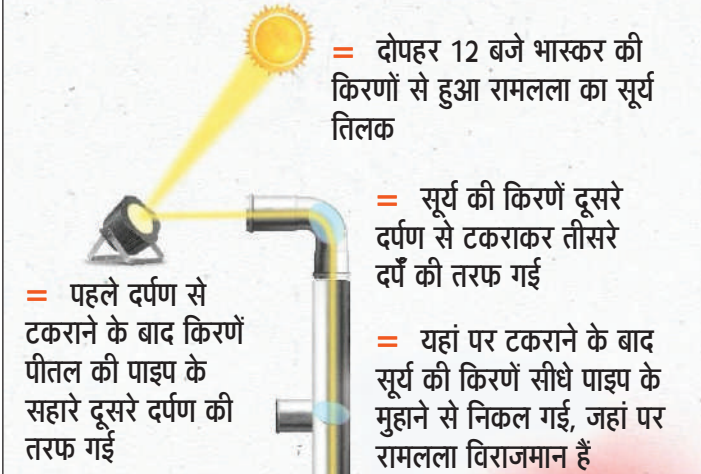 = दोपहर 12 बजे भास्कर की
किरणों से हुआ रामलला का सूर्य
तिलक
= सूर्य की किरणें दूसरे
दर्पण से टकराकर तीसरे
दर्पँ की तरफ गई
= पहले दर्पण से
टकराने के बाद किरणें
पीतल की पाइप के
सहारे दूसरे दर्पण की
तरफ गई
= यहां पर टकराने के बाद
सूर्य की किरणें सीधे पाइप के
मुहाने से निकल गई, जहां पर
रामलला विराजमान हैं